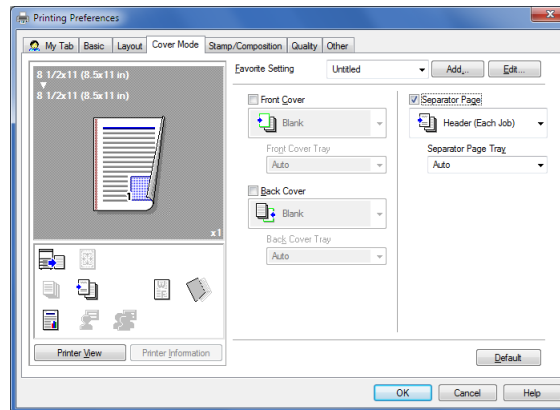 Printing Preferences
My Tab Basic Layout Cover Mode Stamp/Composition Quality Other
8 1/2x11 (8.5x11 in)
8 1/2x11 (8.5x11 in)
1
x1
Printer View Printer Information
Favorite Setting Untitled Add... Edit...
Front Cover
Blank
Front Cover Tray
Auto
Back Cover
Blank
Back Cover Tray
Auto
Separator Page
Header (Each Job)
Separator Page Tray
Auto
Default
OK Cancel Help